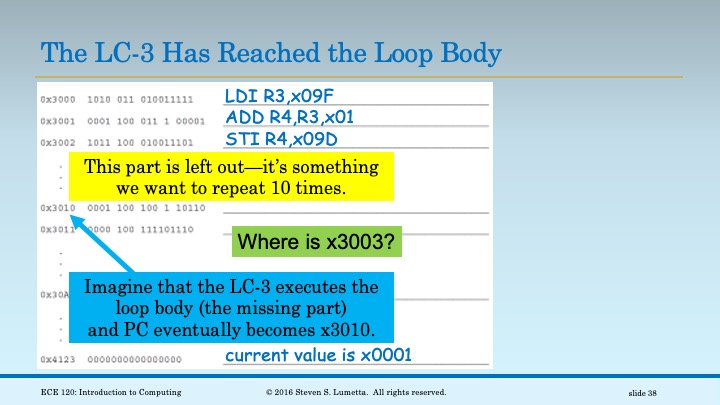 The LC-3 Has Reached the Loop Body
0x3000 1010 011 010011111 LDI R3,x09F
0x3001 0001 100 011 1 00001 ADD R4,R3,x01
0x3002 1011 100 010011101 STI R4,x09D
This part is left out—it's something
we want to repeat 10 times.
0x3010 0001 100 100 1 10110
0x3011 0000 100 111101110
Where is x3003?
Imagine that the LC-3 executes the
loop body (the missing part)
and PC eventually becomes x3010.
0x30A
0x4123 0000000000000000 current value is x0001
ECE 120: Introduction to Computing © 2016 Steven S. Lumetta. All rights reserved. slide 38